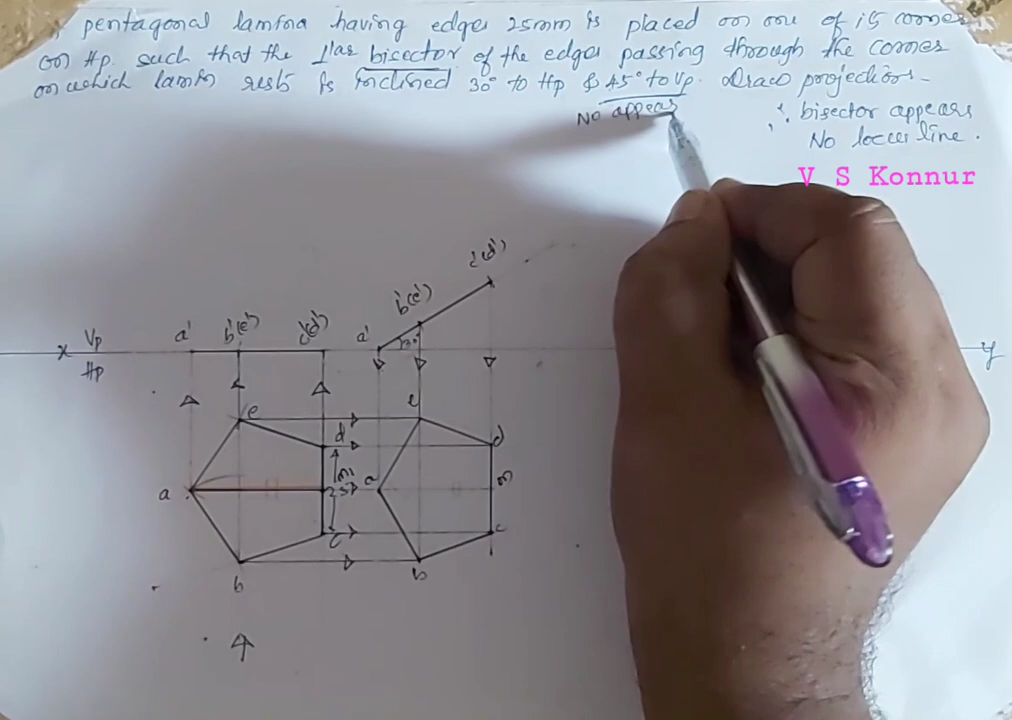 pentagonal lamina having edges 25mm is placed on one of its corners
on Hp. such that the ⊥lar bisector of the edge passing through the corner
on which lamin rests is inclined 30° to Hp & 45° to Vp. Draw projections.
No appears
∴ bisector appears
No locus line.
V S Konnur
c'(d')
b'(e')
a' b'(e') c'(d') a'
30°
x Vp
Hp
y
e e
d d
a m a m
25
c c
b b